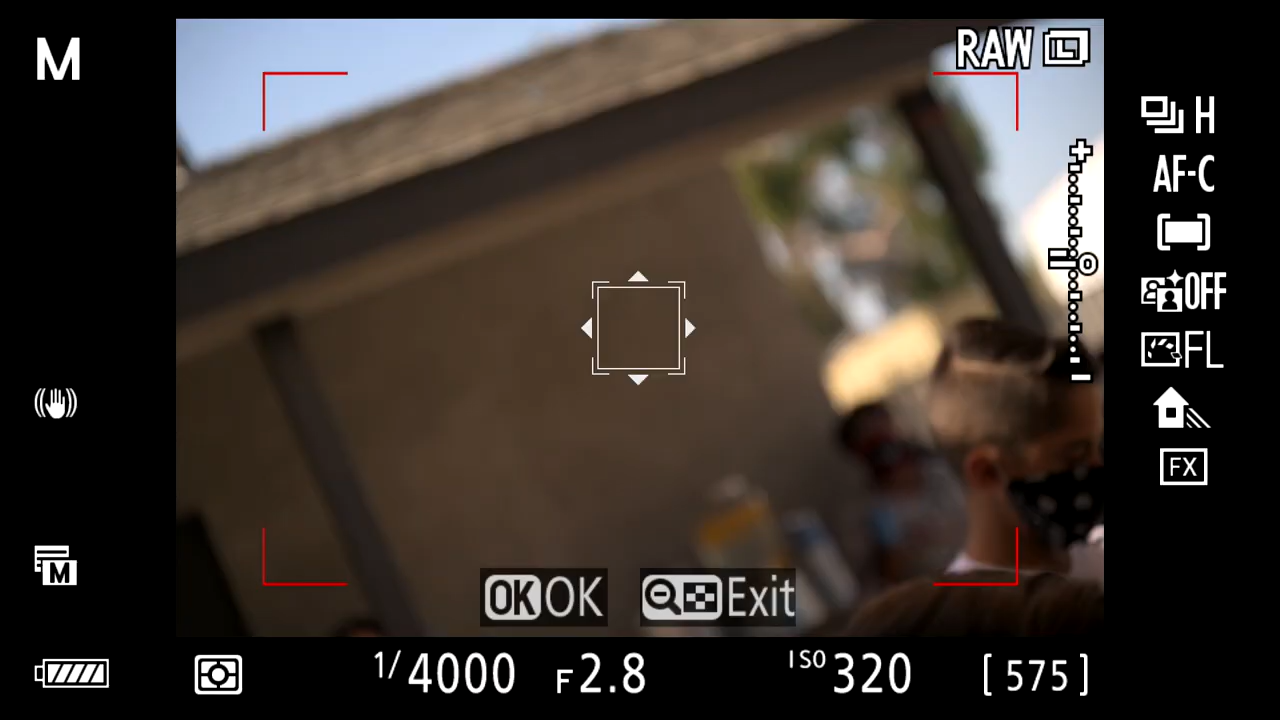 M
RAW L
H
AF-C
OFF
FL
FX
M
OK OK
Exit
1/4000 F2.8 ISO 320 [575]